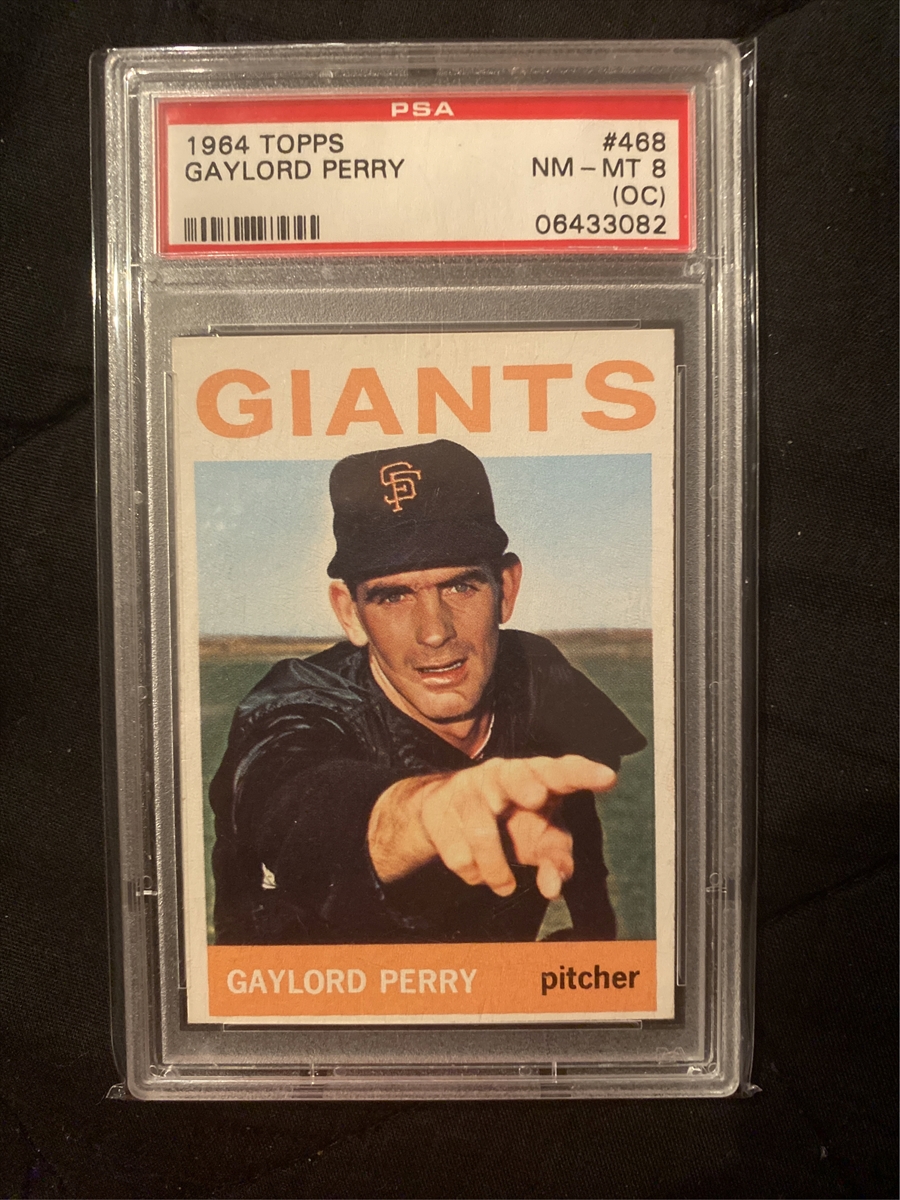 PSA
1964 TOPPS #468
GAYLORD PERRY NM - MT 8
(OC)
06433082
GIANTS
SF
GAYLORD PERRY pitcher